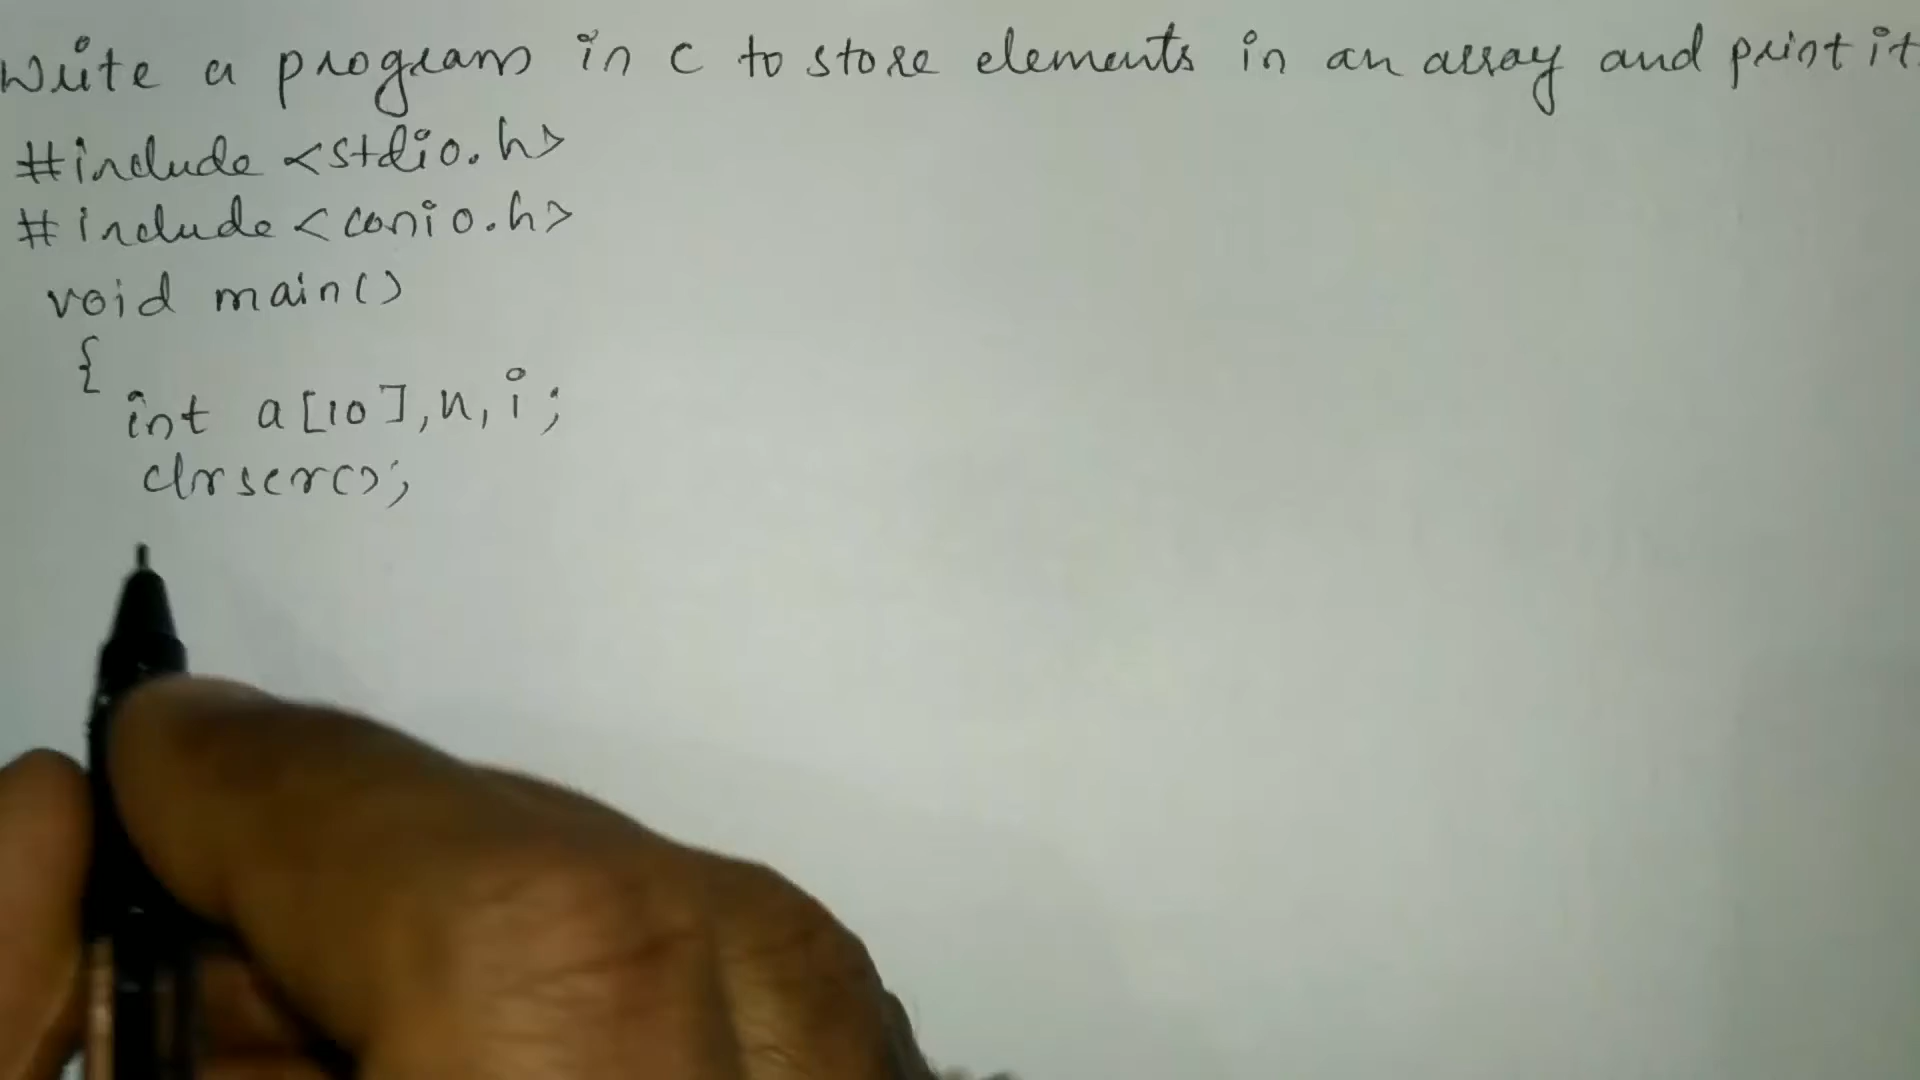 Write a program in c to store elements in an array and print it.
#include <stdio.h>
#include <conio.h>
void main()
{
int a[10],n,i;
clrscr();